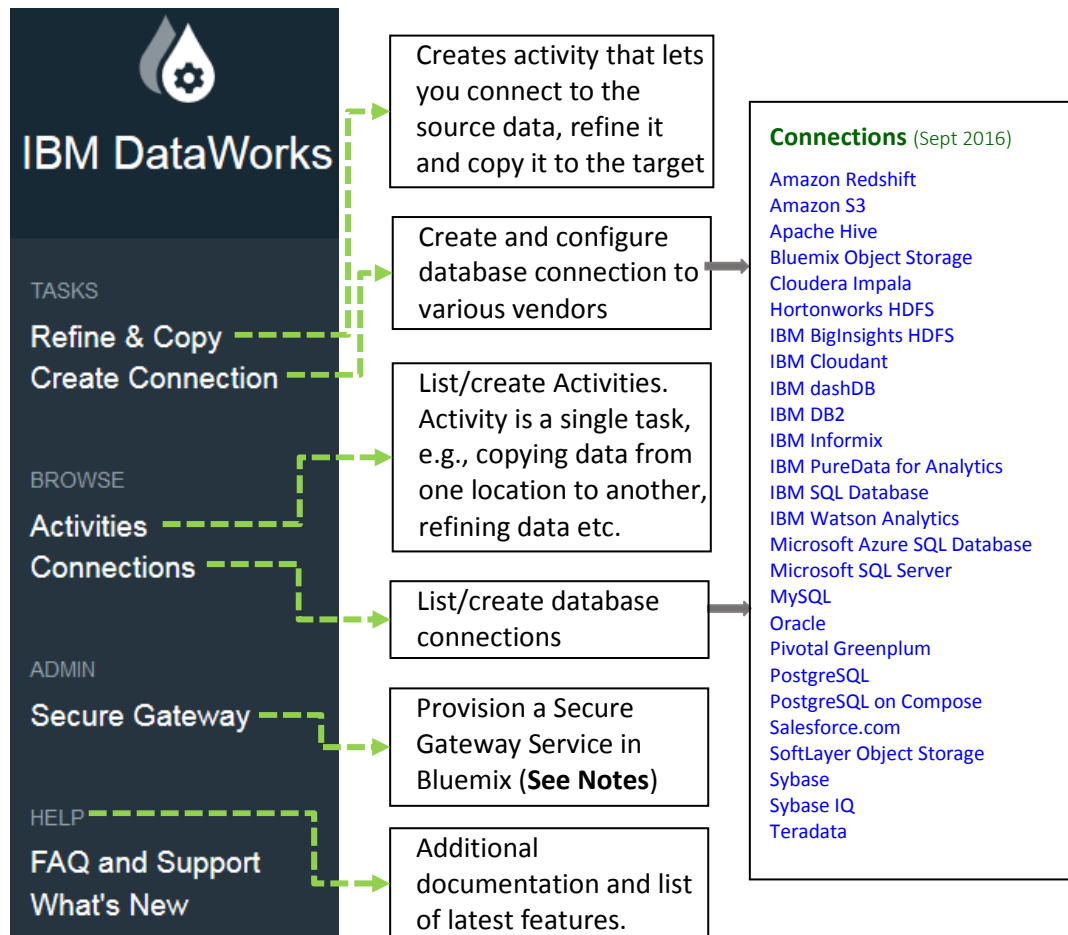 IBM DataWorks
TASKS
Refine & Copy
Create Connection
BROWSE
Activities
Connections
ADMIN
Secure Gateway
HELP
FAQ and Support
What's New
Creates activity that lets
you connect to the
source data, refine it
and copy it to the target
Create and configure
database connection to
various vendors
List/create Activities.
Activity is a single task,
e.g., copying data from
one location to another,
refining data etc.
List/create database
connections
Provision a Secure
Gateway Service in
Bluemix (See Notes)
Additional
documentation and list
of latest features.
Connections (Sept 2016)
Amazon Redshift
Amazon S3
Apache Hive
Bluemix Object Storage
Cloudera Impala
Hortonworks HDFS
IBM BigInsights HDFS
IBM Cloudant
IBM dashDB
IBM DB2
IBM Informix
IBM PureData for Analytics
IBM SQL Database
IBM Watson Analytics
Microsoft Azure SQL Database
Microsoft SQL Server
MySQL
Oracle
Pivotal Greenplum
PostgreSQL
PostgreSQL on Compose
Salesforce.com
SoftLayer Object Storage
Sybase
Sybase IQ
Teradata